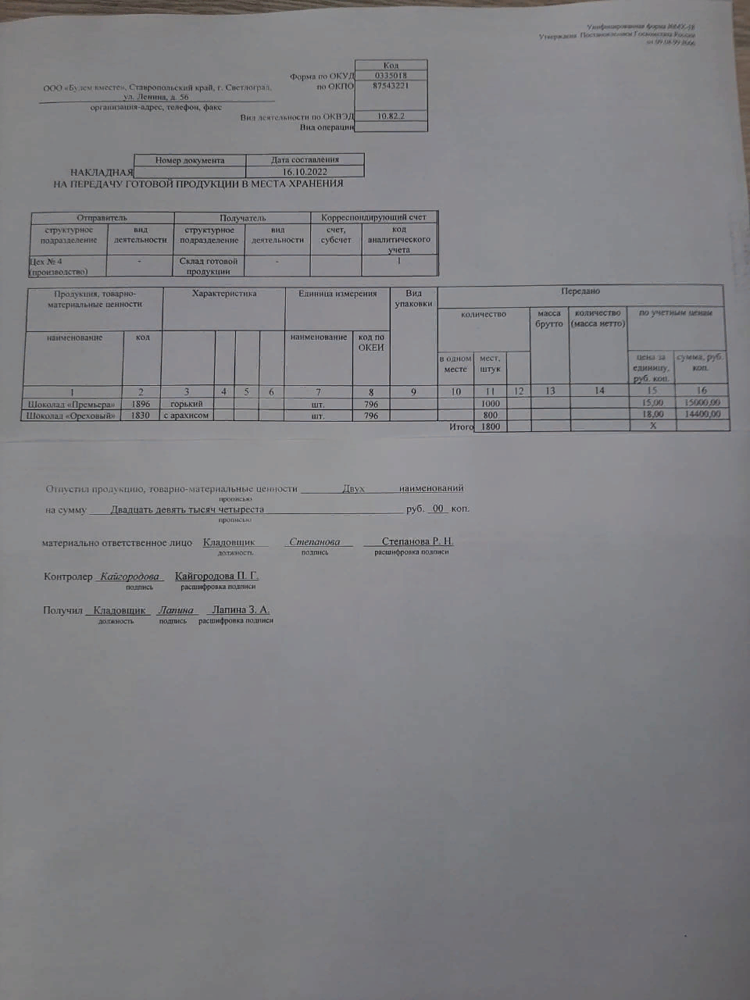 Унифицированная форма №МХ-18
Утверждена Постановлением Госкомстата России
от 09.08.99 №66
Код
Форма по ОКУД 0335018
ООО «Будем вместе», Ставропольский край, г. Светлоград, по ОКПО 87543221
ул. Ленина, д. 56
организация-адрес, телефон, факс
Вид деятельности по ОКВЭД 10.82.2
Вид операции
Номер документа Дата составления
НАКЛАДНАЯ 16.10.2022
НА ПЕРЕДАЧУ ГОТОВОЙ ПРОДУКЦИИ В МЕСТА ХРАНЕНИЯ
Отправитель Получатель Корреспондирующий счет
структурное вид структурное вид счет, код
подразделение деятельности подразделение деятельности субсчет аналитического
учета
Цех № 4 - Склад готовой - 1
(производство) продукции
Продукция, товарно- Характеристика Единица измерения Вид Передано
материальные ценности упаковки
количество масса количество по учетным ценам
брутто (масса нетто)
наименование код наименование код по
ОКЕИ
в одном мест, цена за сумма, руб.
месте штук единицу, коп.
руб. коп.
1 2 3 4 5 6 7 8 9 10 11 12 13 14 15 16
Шоколад «Премьера» 1896 горький шт. 796 1000 15,00 15000,00
Шоколад «Ореховый» 1830 с арахисом шт. 796 800 18,00 14400,00
Итого 1800 X
Отпустил продукцию, товарно-материальные ценности Двух наименований
прописью
на сумму Двадцать девять тысяч четыреста руб. 00 коп.
прописью
материально ответственное лицо Кладовщик Степанова Степанова Р. Н.
должность подпись расшифровка подписи
Контролер Кайгородова Кайгородова П. Г.
подпись расшифровка подписи
Получил Кладовщик Лапина Лапина З. А.
должность подпись расшифровка подписи